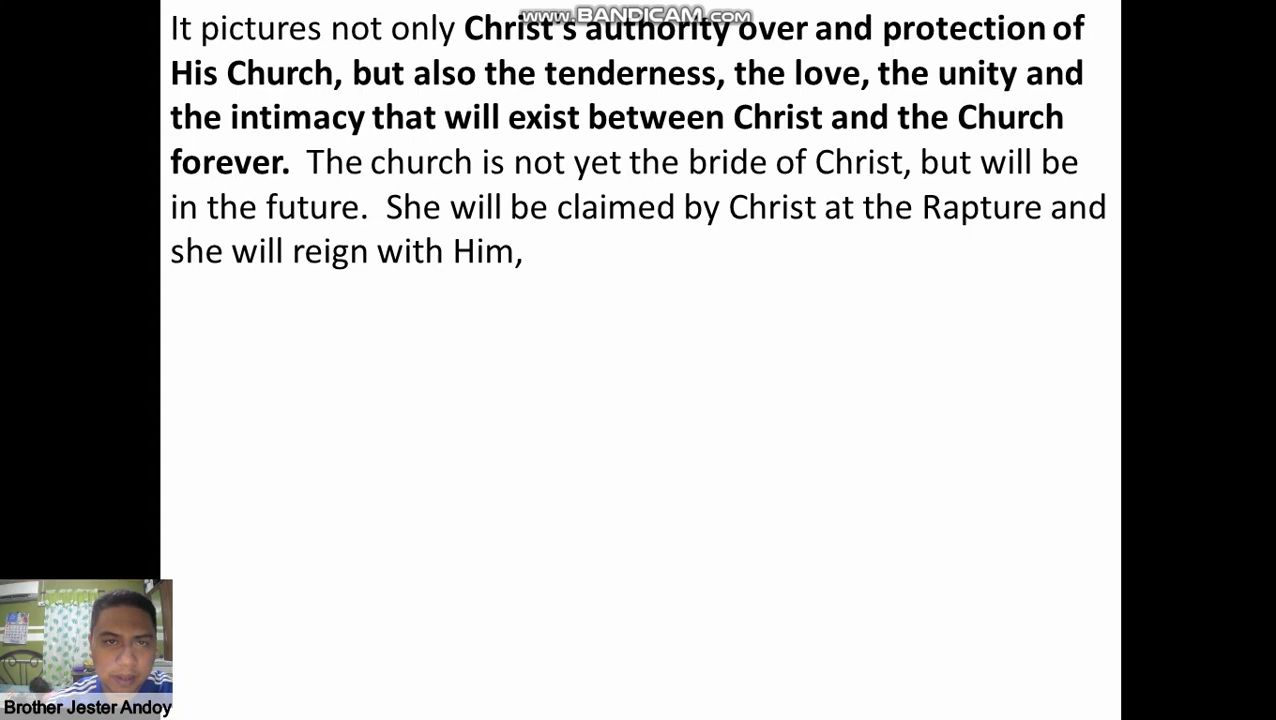 www.BANDICAM.com
It pictures not only Christ's authority over and protection of
His Church, but also the tenderness, the love, the unity and
the intimacy that will exist between Christ and the Church
forever. The church is not yet the bride of Christ, but will be
in the future. She will be claimed by Christ at the Rapture and
she will reign with Him,
Brother Jester Andoy